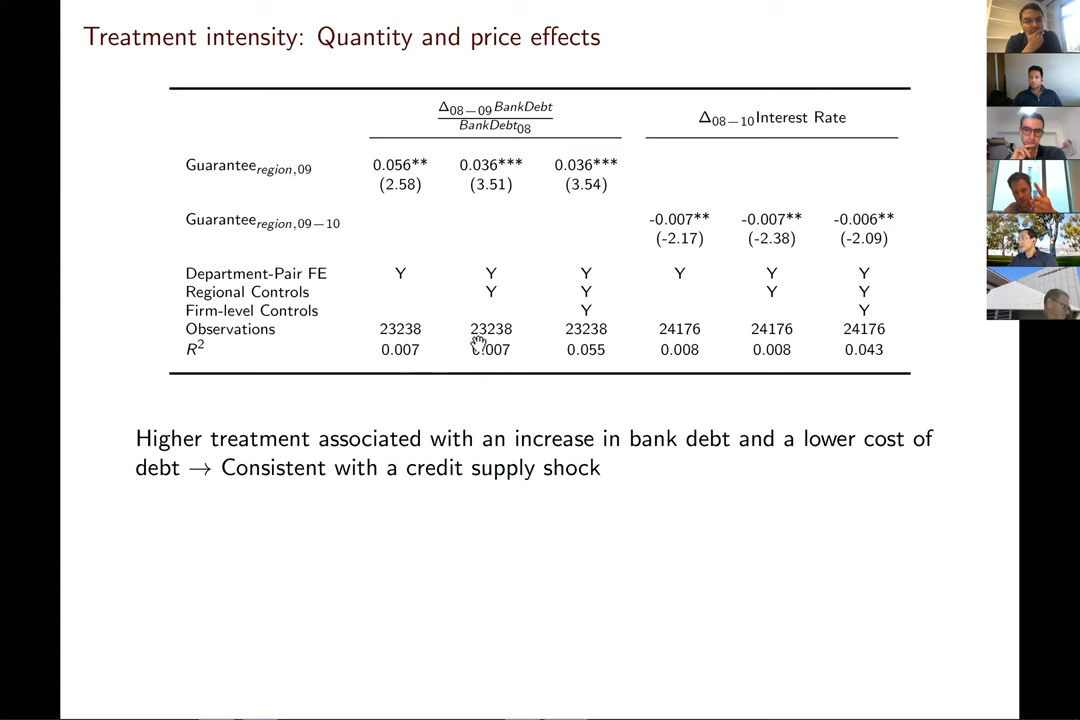 Treatment intensity: Quantity and price effects
Δ08−09BankDebt
BankDebt08
Δ08−10Interest Rate
Guaranteeregion,09 0.056** 0.036*** 0.036***
(2.58) (3.51) (3.54)
Guaranteeregion,09−10 -0.007** -0.007** -0.006**
(-2.17) (-2.38) (-2.09)
Department-Pair FE Y Y Y Y Y Y
Regional Controls Y Y Y Y
Firm-level Controls Y Y
Observations 23238 23238 23238 24176 24176 24176
R2 0.007 0.007 0.055 0.008 0.008 0.043
Higher treatment associated with an increase in bank debt and a lower cost of
debt → Consistent with a credit supply shock